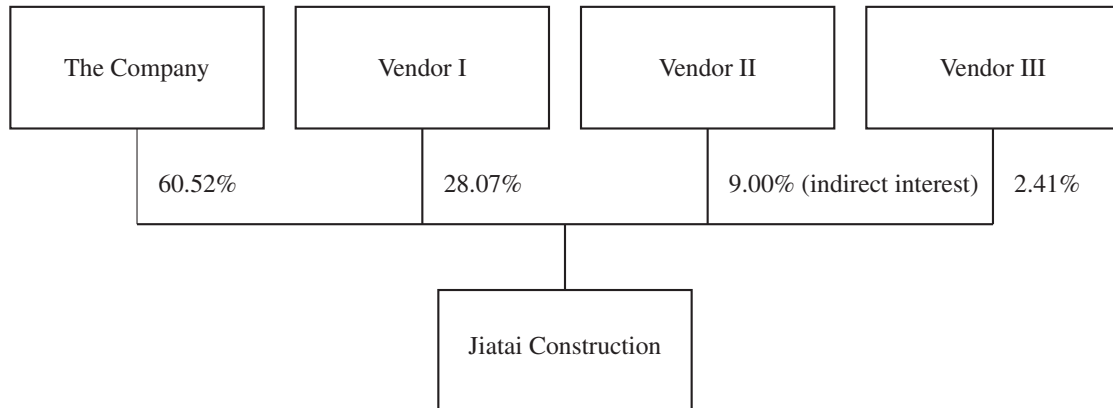 The Company
Vendor I
Vendor II
Vendor III
60.52%
28.07%
9.00% (indirect interest)
2.41%
Jiatai Construction